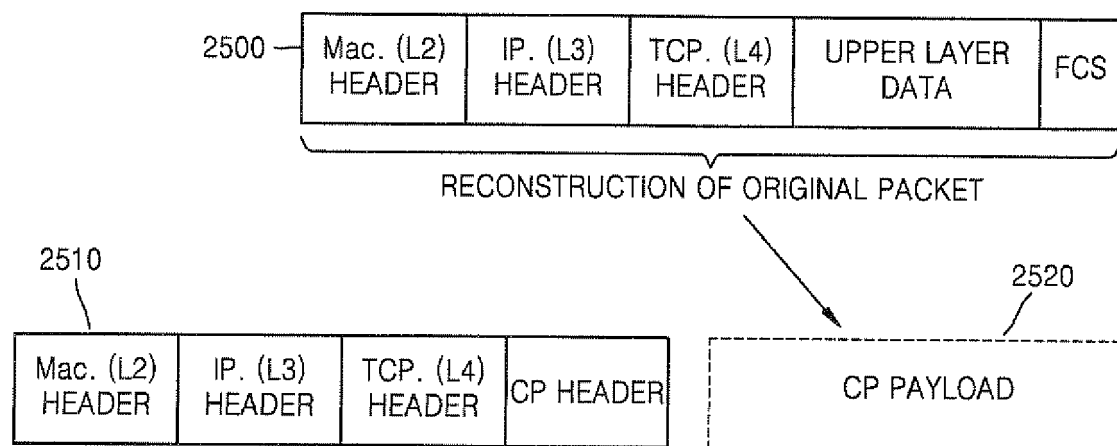 2500
Mac. (L2) HEADER
IP. (L3) HEADER
TCP. (L4) HEADER
UPPER LAYER DATA
FCS
RECONSTRUCTION OF ORIGINAL PACKET
2510
2520
Mac. (L2) HEADER
IP. (L3) HEADER
TCP. (L4) HEADER
CP HEADER
CP PAYLOAD